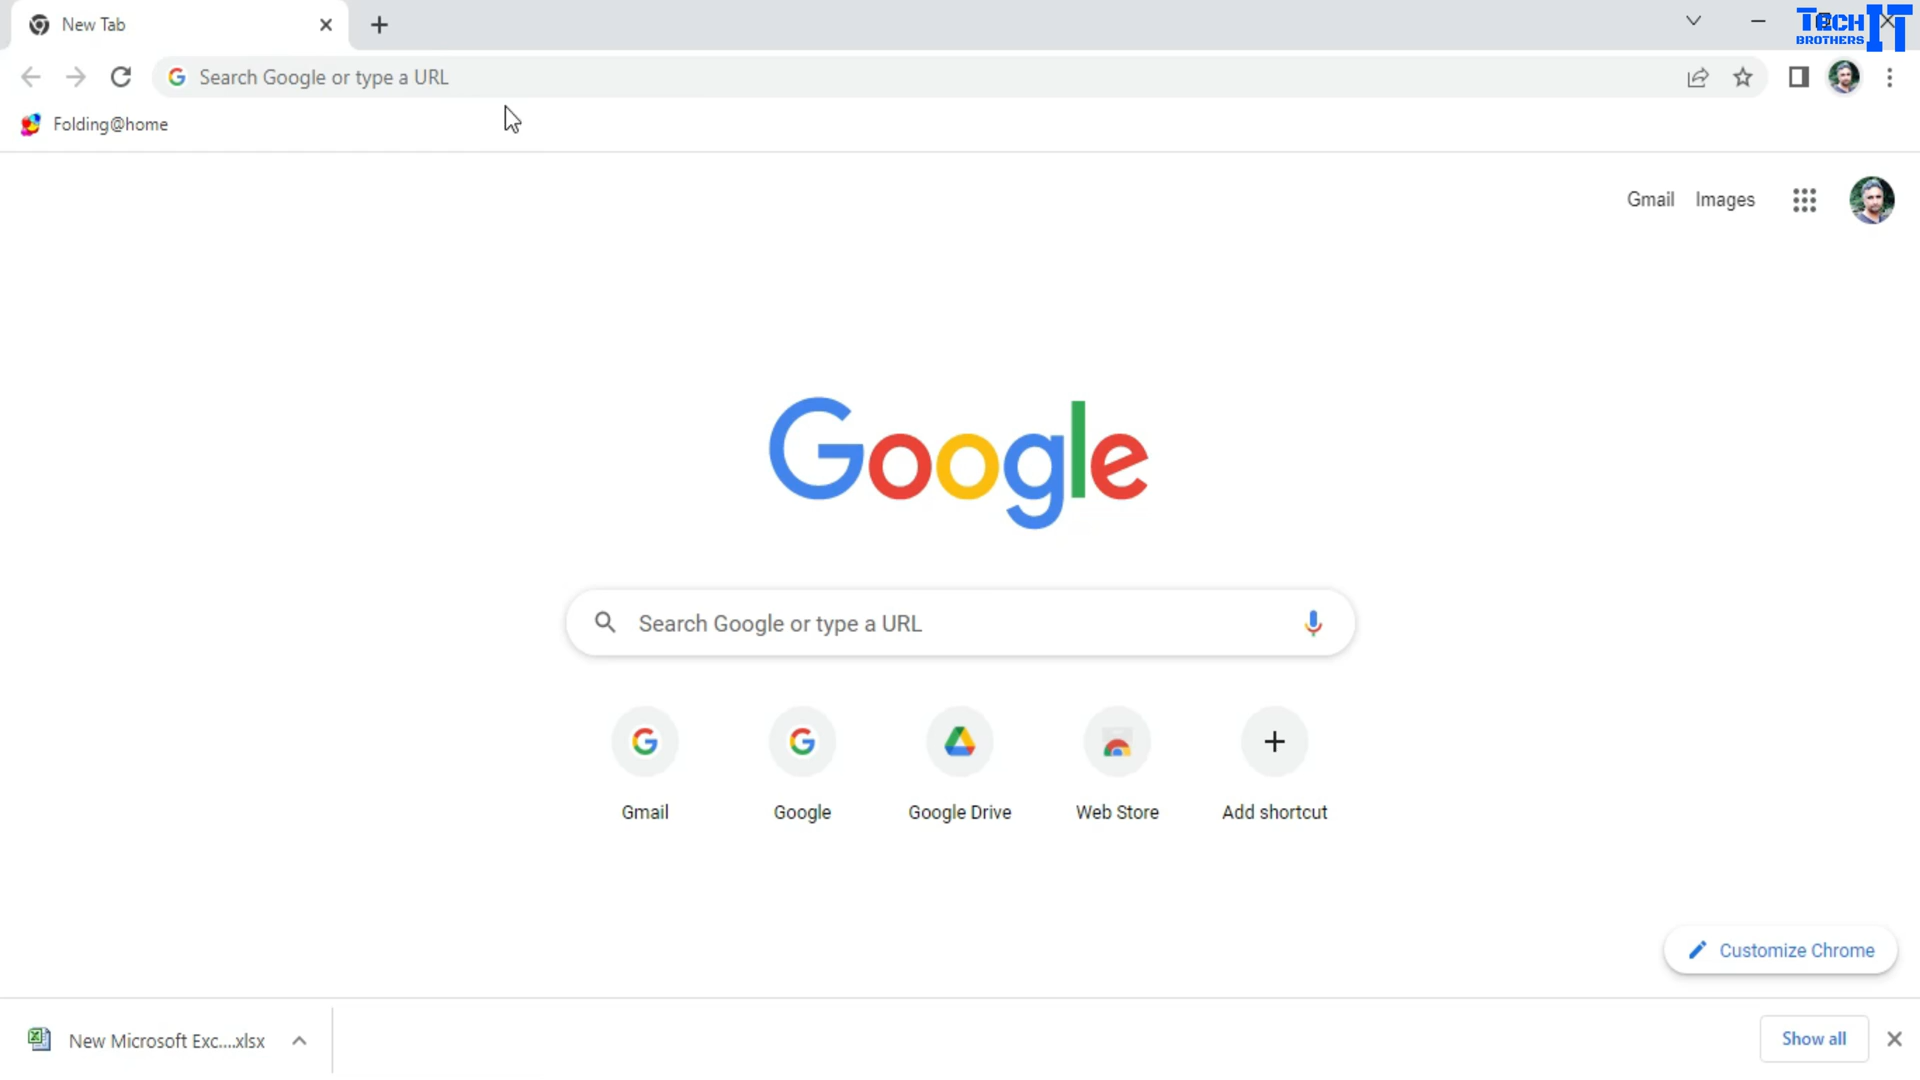 New Tab
TECH IT
BROTHERS
Search Google or type a URL
Folding@home
Gmail
Images
Google
Search Google or type a URL
Gmail
Google
Google Drive
Web Store
Add shortcut
Customize Chrome
New Microsoft Exc....xlsx
Show all